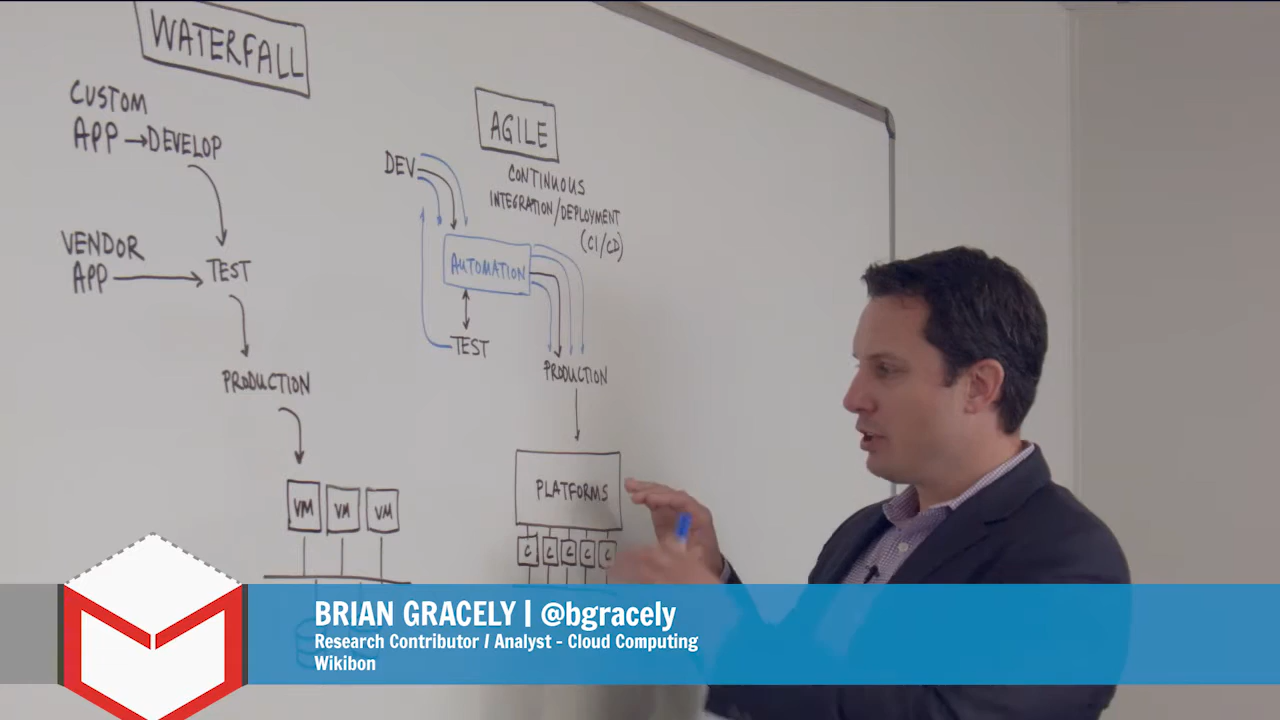 WATERFALL
CUSTOM
APP → DEVELOP
VENDOR
APP
TEST
PRODUCTION
VM VM VM
AGILE
CONTINUOUS
INTEGRATION/DEPLOYMENT
(CI/CD)
DEV
AUTOMATION
TEST
PRODUCTION
PLATFORMS
C C C C C
BRIAN GRACELY | @bgracely
Research Contributor / Analyst - Cloud Computing
Wikibon